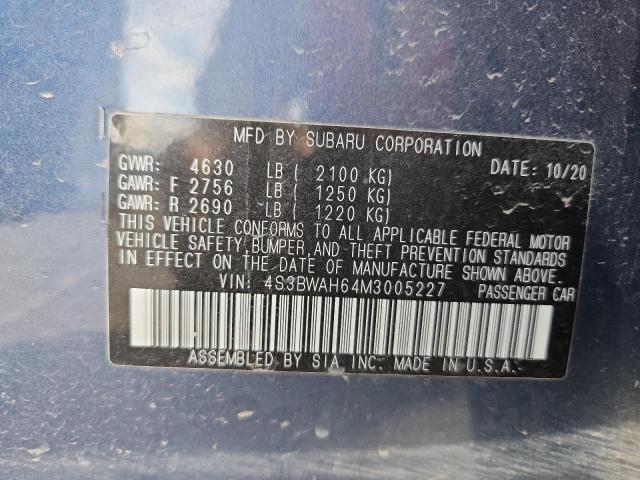 MFD BY SUBARU CORPORATION
GVWR: 4630 LB ( 2100 KG) DATE: 10/20
GAWR: F 2756 LB ( 1250 KG)
GAWR: R 2690 LB ( 1220 KG)
THIS VEHICLE CONFORMS TO ALL APPLICABLE FEDERAL MOTOR
VEHICLE SAFETY, BUMPER, AND THEFT PREVENTION STANDARDS
IN EFFECT ON THE DATE OF MANUFACTURE SHOWN ABOVE.
VIN: 4S3BWAH64M3005227 PASSENGER CAR
ASSEMBLED BY SIA INC. MADE IN U.S.A.